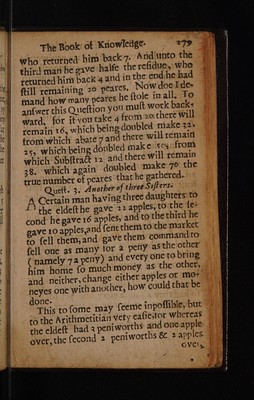 The Book of Knowledge. 179
who returned him back 7. And unto the
third man he gave halfe the residue, who
returned him back 4 and in the end he had
still remaining 20 peares. Now doe I de-
mand how many peares he stole in all. To
answer this Question you must work back-
ward, for if you take 4 from 20 there will
remain 16, which being doubled make 32.
from which abate 7 and there will remain
25. which being doubled make from
which Substract 12 and there will remain
38. which again doubled make 76 the
true number of peares that he gathered.
Quest. 3. Another of three Sisters.
A Certain man having three daughters to
the eldest he gave 22 apples, to the se-
cond he gave 16 apples, and to the third he
gave 10 apples, and sent them to the market
to sell them, and gave them command to
sell one as many for a peny as the other
(namely 7 a peny) and every one to bring
him home so much money as the other,
and neither, change either apples or mo-
neyes one with another, how could that be
done.
This to some may seeme inpossible, but
to the Arithmetitian very easie, for whereas
the eldest had 3 peniworths and one apple
over, the second 2 peniworths & 2 apples
over,